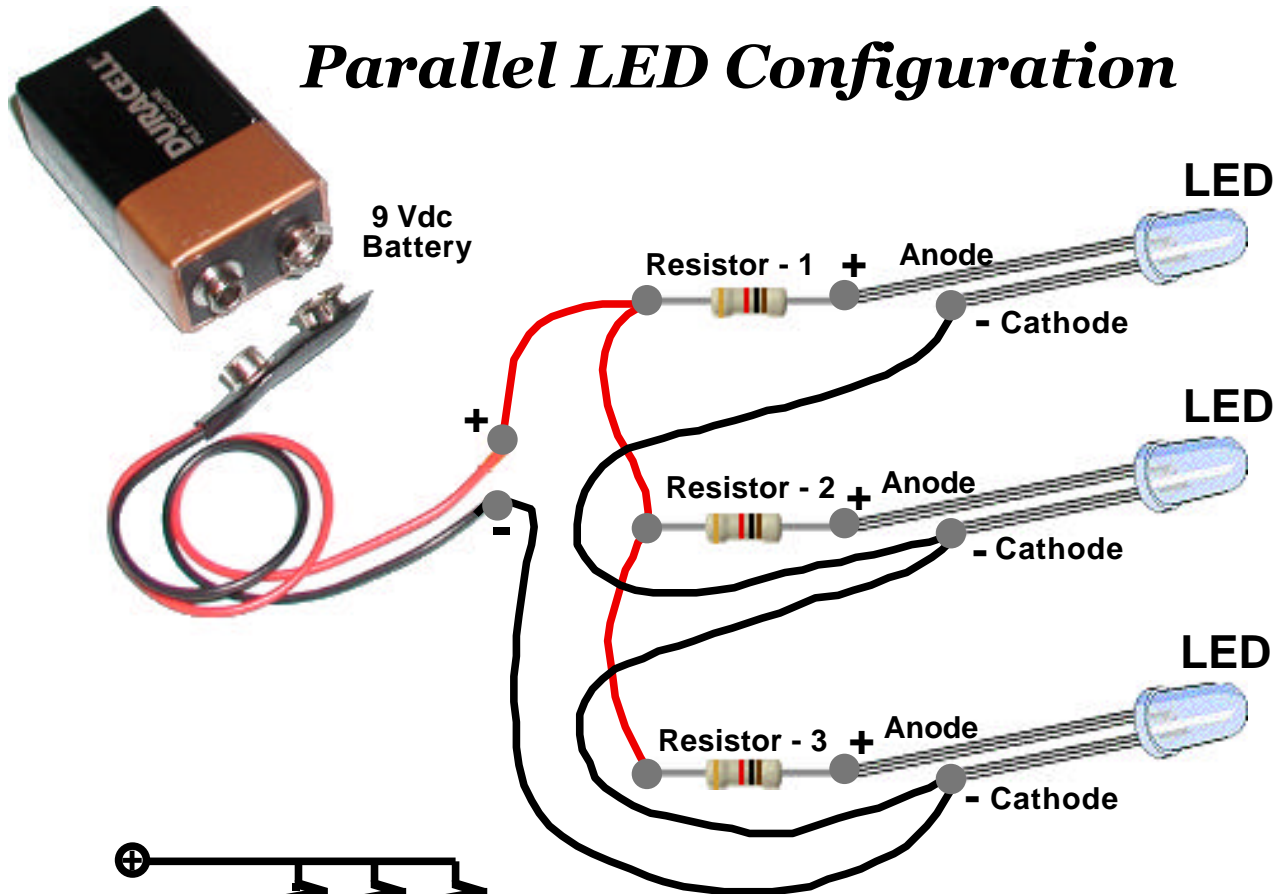 Parallel LED Configuration
DURACELL
9 Vdc
Battery
LED
Resistor - 1
+
Anode
- Cathode
+
-
LED
Resistor - 2
+
Anode
- Cathode
LED
Resistor - 3
+
Anode
- Cathode
+